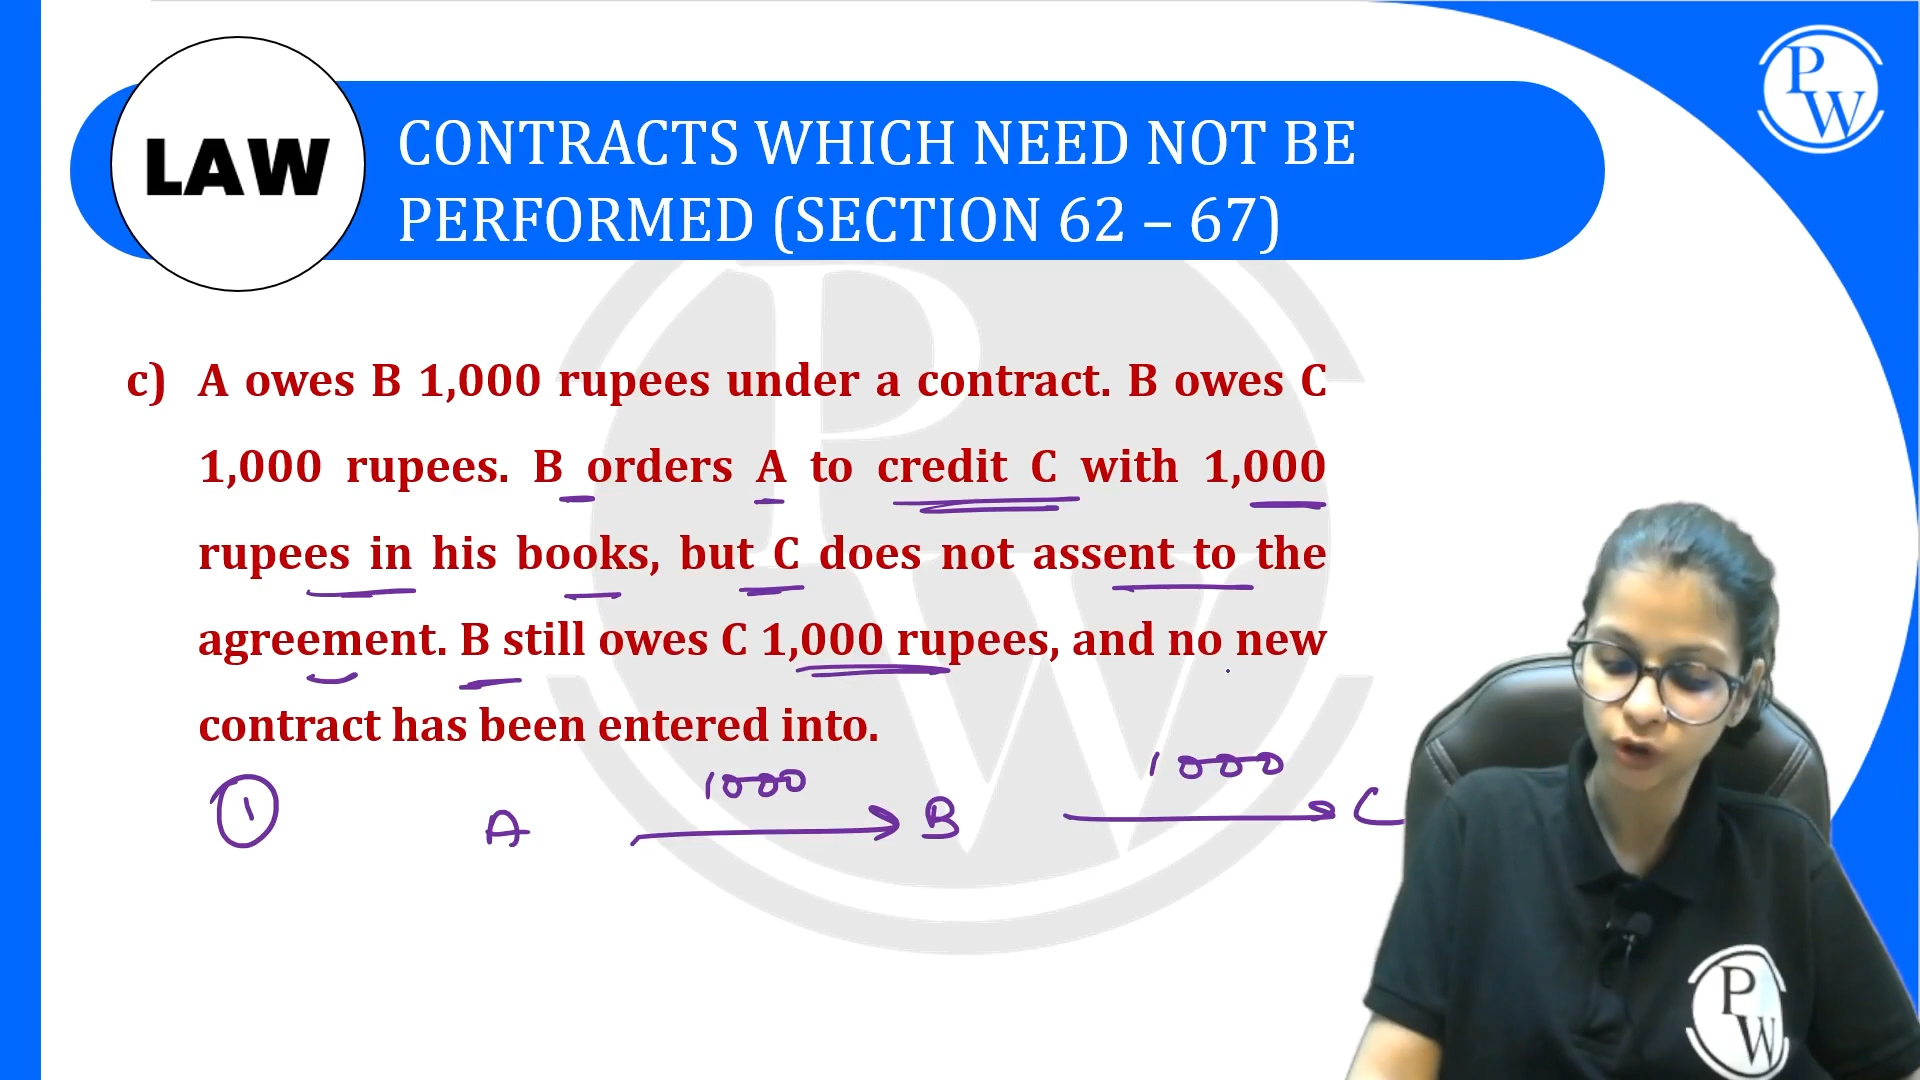 LAW
CONTRACTS WHICH NEED NOT BE
PERFORMED (SECTION 62 – 67)
PW
c) A owes B 1,000 rupees under a contract. B owes C
1,000 rupees. B orders A to credit C with 1,000
rupees in his books, but C does not assent to the
agreement. B still owes C 1,000 rupees, and no new
contract has been entered into.
1000 1000
1 A B C
PW
PW